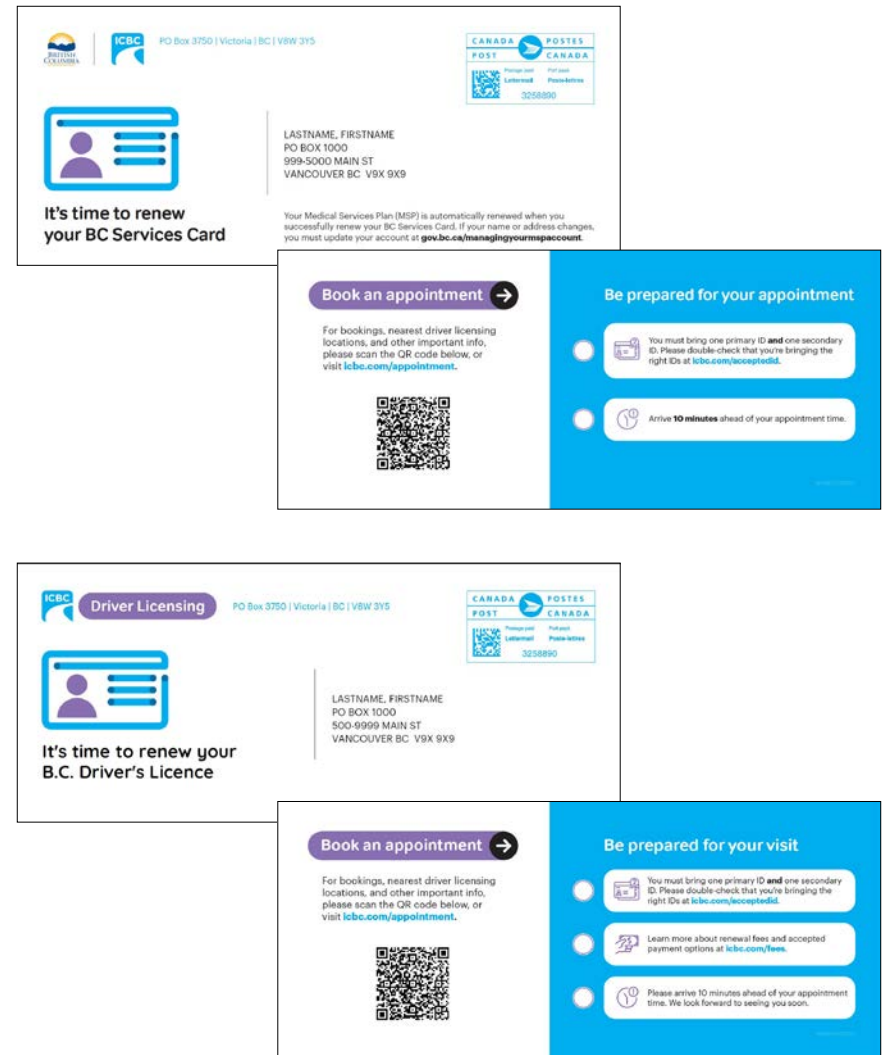 BRITISH
COLUMBIA
ICBC
PO Box 3750 | Victoria | BC | V8W 3Y5
CANADA POSTES
POST CANADA
Postage paid Port payé
Lettermail Poste-lettres
3258890
LASTNAME, FIRSTNAME
PO BOX 1000
999-5000 MAIN ST
VANCOUVER BC V9X 9X9
It's time to renew
your BC Services Card
Your Medical Services Plan (MSP) is automatically renewed when you
successfully renew your BC Services Card. If your name or address changes,
you must update your account at gov.bc.ca/managingyourmspaccount.
Book an appointment
For bookings, nearest driver licensing
locations, and other important info,
please scan the QR code below, or
visit icbc.com/appointment.
Be prepared for your appointment
You must bring one primary ID and one secondary
ID. Please double-check that you're bringing the
right IDs at icbc.com/acceptedid.
Arrive 10 minutes ahead of your appointment time.
ICBC
Driver Licensing
PO Box 3750 | Victoria | BC | V8W 3Y5
CANADA POSTES
POST CANADA
Postage paid Port payé
Lettermail Poste-lettres
3258890
LASTNAME, FIRSTNAME
PO BOX 1000
500-9999 MAIN ST
VANCOUVER BC V9X 9X9
It's time to renew your
B.C. Driver's Licence
Book an appointment
For bookings, nearest driver licensing
locations, and other important info,
please scan the QR code below, or
visit icbc.com/appointment.
Be prepared for your visit
You must bring one primary ID and one secondary
ID. Please double-check that you're bringing the
right IDs at icbc.com/acceptedid.
Learn more about renewal fees and accepted
payment options at icbc.com/fees.
Please arrive 10 minutes ahead of your appointment
time. We look forward to seeing you soon.